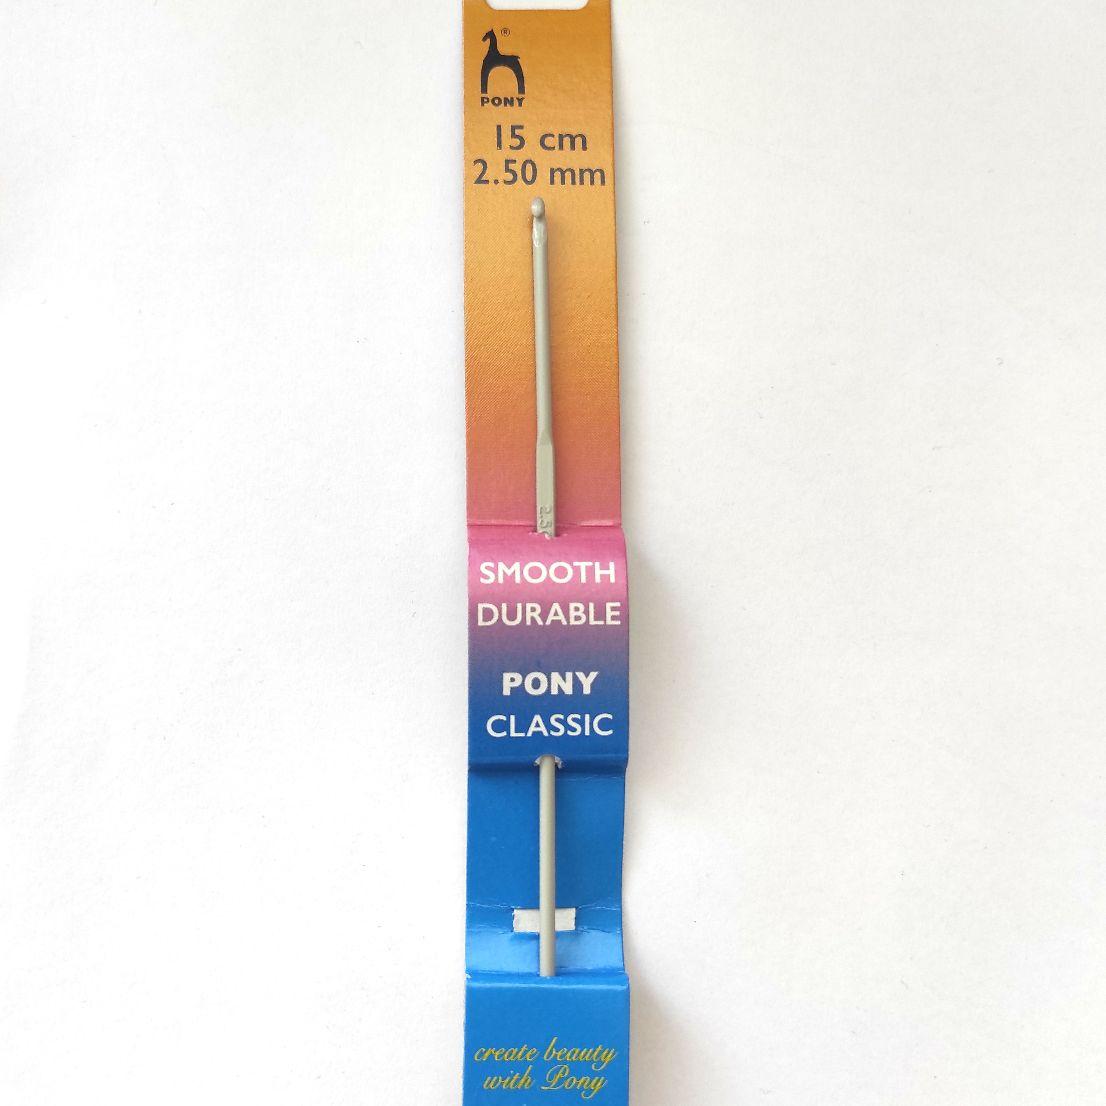 ®
PONY
15 cm
2.50 mm
2.5
SMOOTH
DURABLE
PONY
CLASSIC
create beauty
with Pony